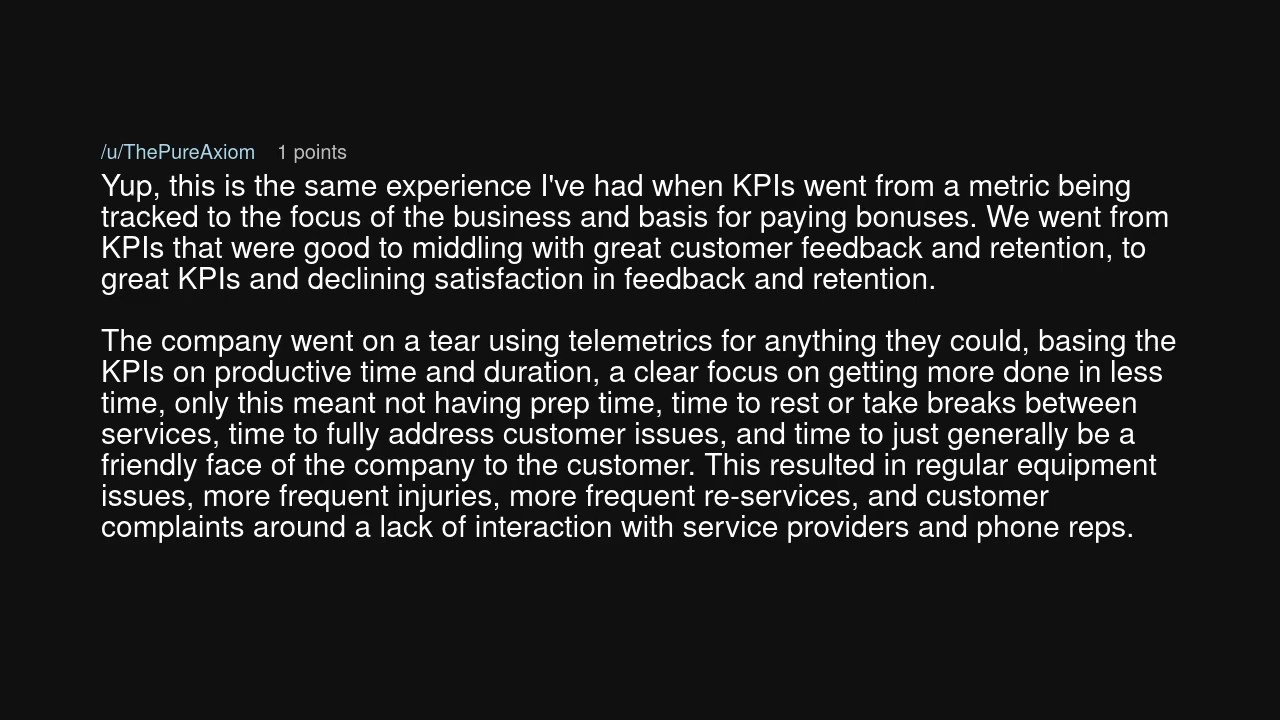 /u/ThePureAxiom 1 points
Yup, this is the same experience I've had when KPIs went from a metric being
tracked to the focus of the business and basis for paying bonuses. We went from
KPIs that were good to middling with great customer feedback and retention, to
great KPIs and declining satisfaction in feedback and retention.
The company went on a tear using telemetrics for anything they could, basing the
KPIs on productive time and duration, a clear focus on getting more done in less
time, only this meant not having prep time, time to rest or take breaks between
services, time to fully address customer issues, and time to just generally be a
friendly face of the company to the customer. This resulted in regular equipment
issues, more frequent injuries, more frequent re-services, and customer
complaints around a lack of interaction with service providers and phone reps.